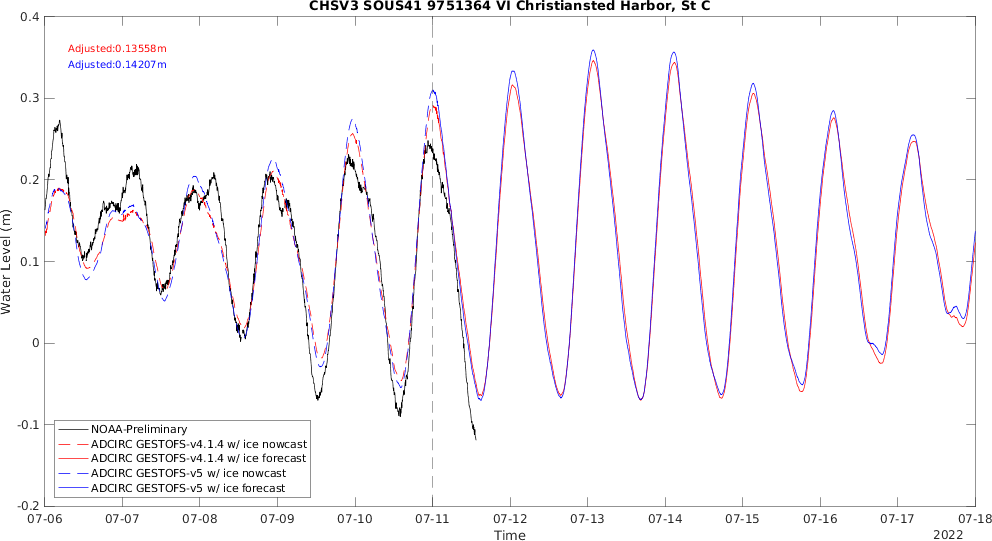 CHSV3 SOUS41 9751364 VI Christiansted Harbor, St C
0.4
Adjusted:0.13558m
Adjusted:0.14207m
0.3
0.2
0.1
0
-0.1
-0.2
Water Level (m)
NOAA-Preliminary
ADCIRC GESTOFS-v4.1.4 w/ ice nowcast
ADCIRC GESTOFS-v4.1.4 w/ ice forecast
ADCIRC GESTOFS-v5 w/ ice nowcast
ADCIRC GESTOFS-v5 w/ ice forecast
07-06 07-07 07-08 07-09 07-10 07-11 07-12 07-13 07-14 07-15 07-16 07-17 07-18
Time
2022